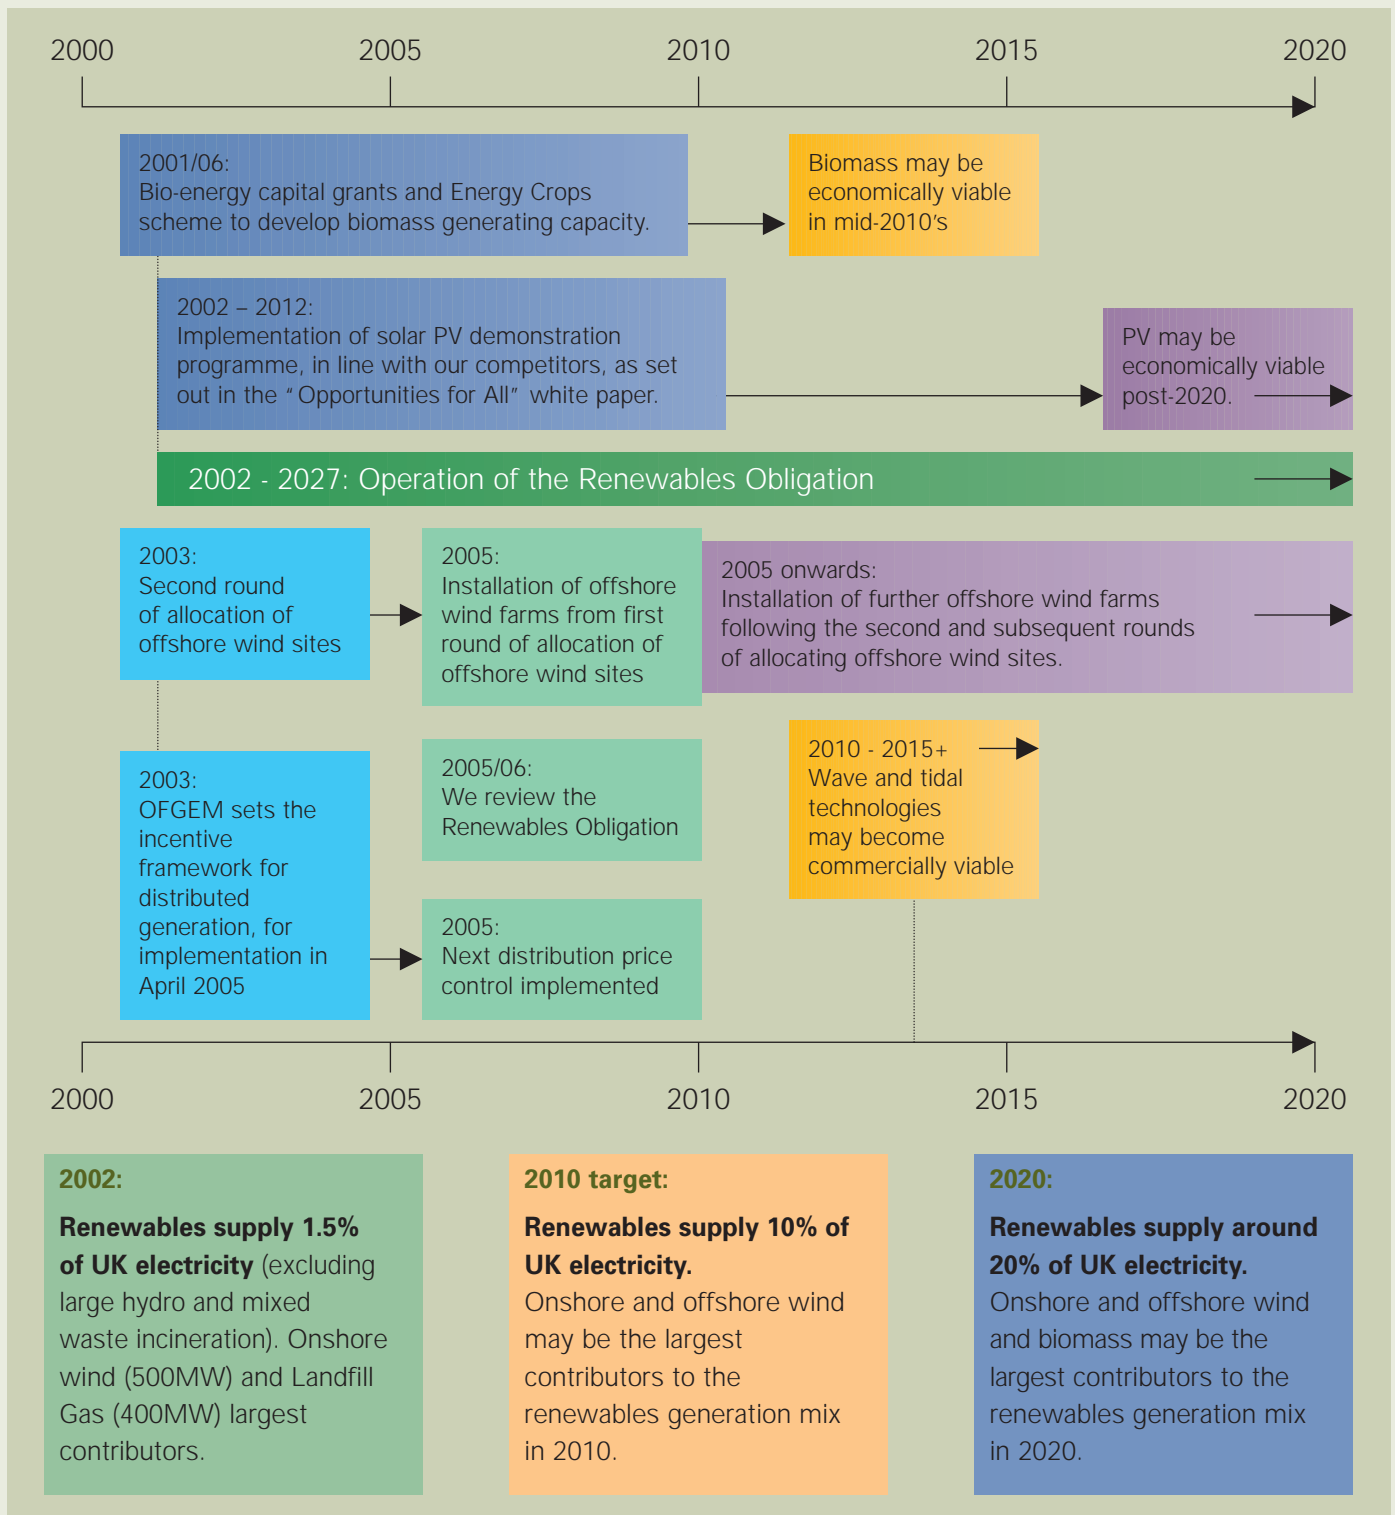 2000 2005 2010 2015 2020
2001/06:
Bio-energy capital grants and Energy Crops
scheme to develop biomass generating capacity.
Biomass may be
economically viable
in mid-2010's
2002 – 2012:
Implementation of solar PV demonstration
programme, in line with our competitors, as set
out in the “Opportunities for All” white paper.
PV may be
economically viable
post-2020.
2002 - 2027: Operation of the Renewables Obligation
2003:
Second round
of allocation of
offshore wind sites
2005:
Installation of offshore
wind farms from first
round of allocation of
offshore wind sites
2005 onwards:
Installation of further offshore wind farms
following the second and subsequent rounds
of allocating offshore wind sites.
2003:
OFGEM sets the
incentive
framework for
distributed
generation, for
implementation in
April 2005
2005/06:
We review the
Renewables Obligation
2005:
Next distribution price
control implemented
2010 - 2015+
Wave and tidal
technologies
may become
commercially viable
2000 2005 2010 2015 2020
2002:
Renewables supply 1.5%
of UK electricity (excluding
large hydro and mixed
waste incineration). Onshore
wind (500MW) and Landfill
Gas (400MW) largest
contributors.
2010 target:
Renewables supply 10% of
UK electricity.
Onshore and offshore wind
may be the largest
contributors to the
renewables generation mix
in 2010.
2020:
Renewables supply around
20% of UK electricity.
Onshore and offshore wind
and biomass may be the
largest contributors to the
renewables generation mix
in 2020.